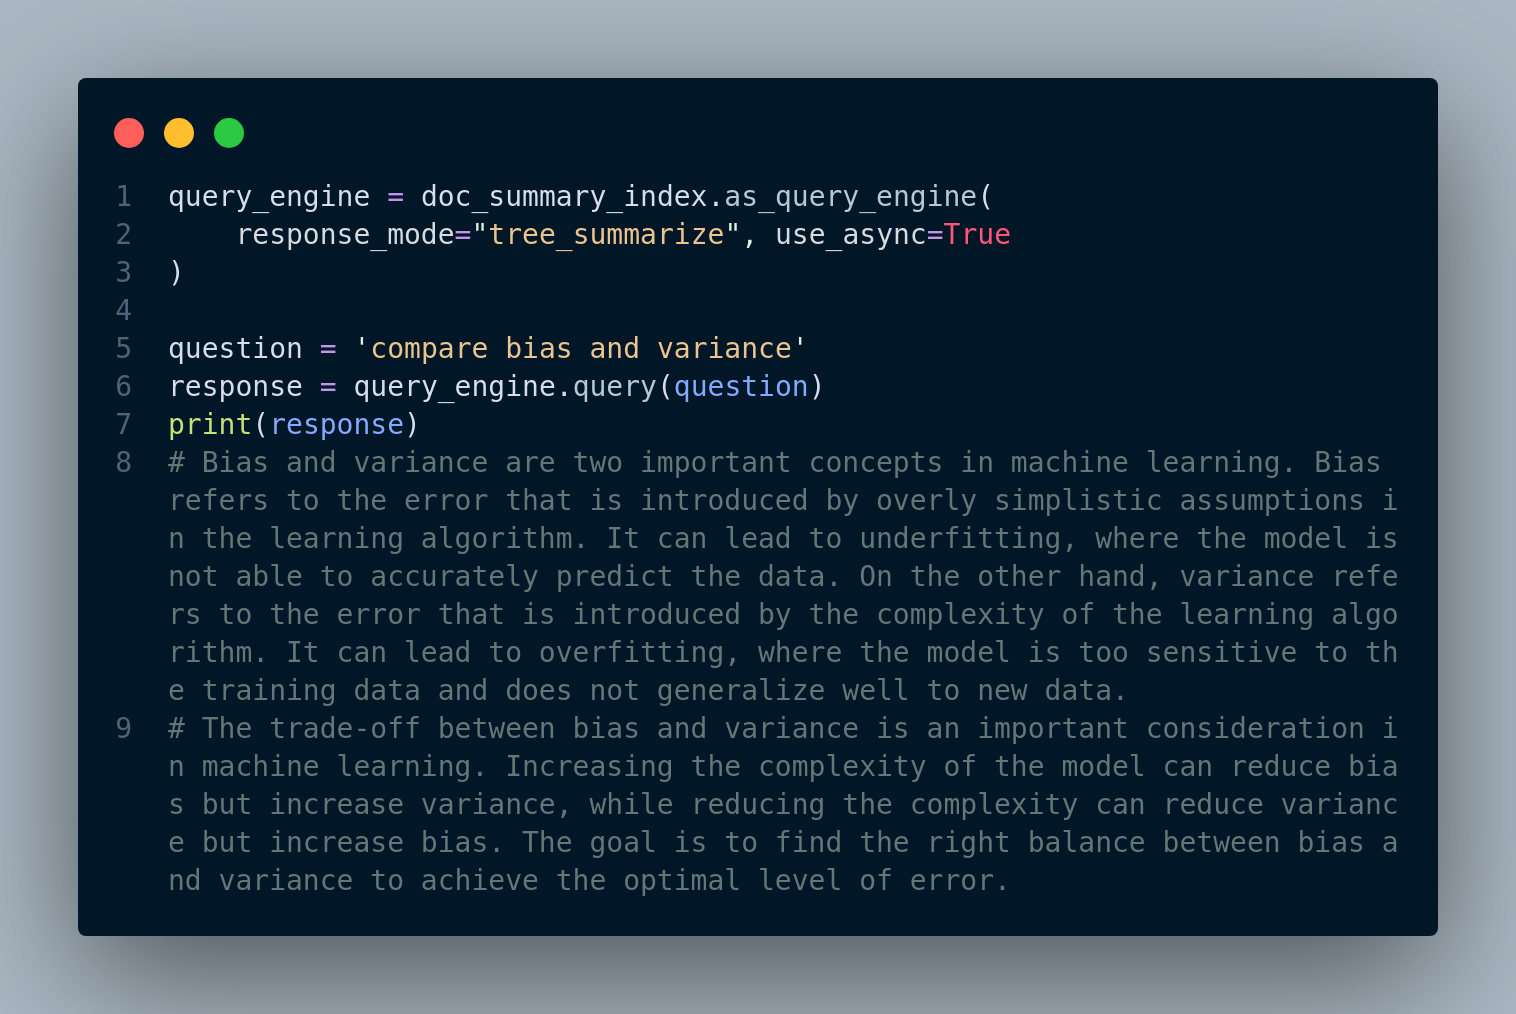 1 query_engine = doc_summary_index.as_query_engine(
2     response_mode="tree_summarize", use_async=True
3 )
4
5 question = 'compare bias and variance'
6 response = query_engine.query(question)
7 print(response)
8 # Bias and variance are two important concepts in machine learning. Bias
refers to the error that is introduced by overly simplistic assumptions i
n the learning algorithm. It can lead to underfitting, where the model is
not able to accurately predict the data. On the other hand, variance refe
rs to the error that is introduced by the complexity of the learning algo
rithm. It can lead to overfitting, where the model is too sensitive to th
e training data and does not generalize well to new data.
9 # The trade-off between bias and variance is an important consideration i
n machine learning. Increasing the complexity of the model can reduce bia
s but increase variance, while reducing the complexity can reduce varianc
e but increase bias. The goal is to find the right balance between bias a
nd variance to achieve the optimal level of error.